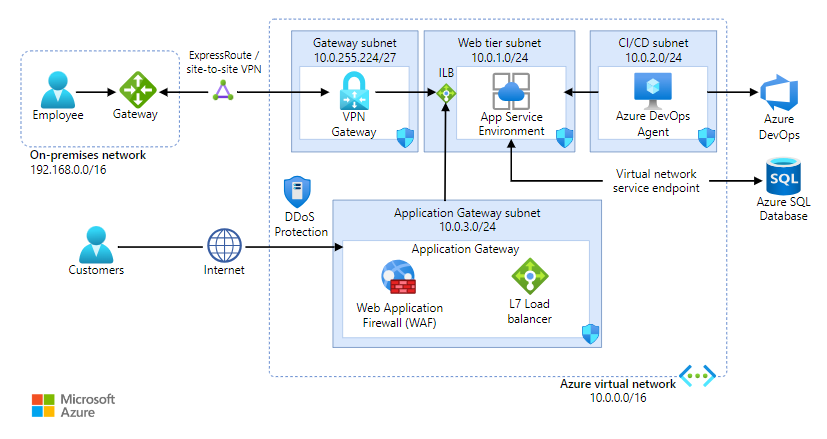 ExpressRoute /
site-to-site VPN
Employee
Gateway
On-premises network
192.168.0.0/16
Gateway subnet
10.0.255.224/27
VPN
Gateway
ILB
Web tier subnet
10.0.1.0/24
App Service
Environment
CI/CD subnet
10.0.2.0/24
Azure DevOps
Agent
Azure
DevOps
Virtual network
service endpoint
SQL
Azure SQL
Database
DDoS
Protection
Customers
Internet
Application Gateway subnet
10.0.3.0/24
Application Gateway
Web Application
Firewall (WAF)
L7 Load
balancer
Azure virtual network
10.0.0.0/16
Microsoft
Azure